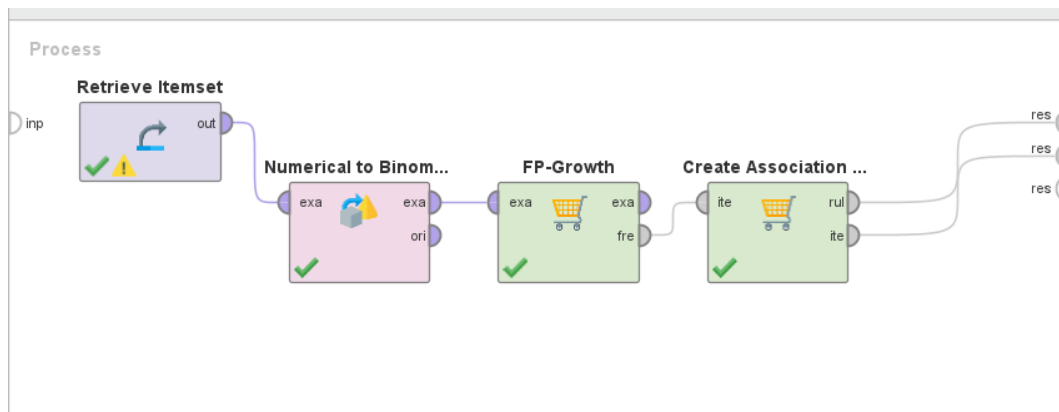 Process
Retrieve Itemset
inp
out
res
res
res
Numerical to Binom...
exa
exa
ori
FP-Growth
exa
exa
fre
Create Association ...
ite
rul
ite